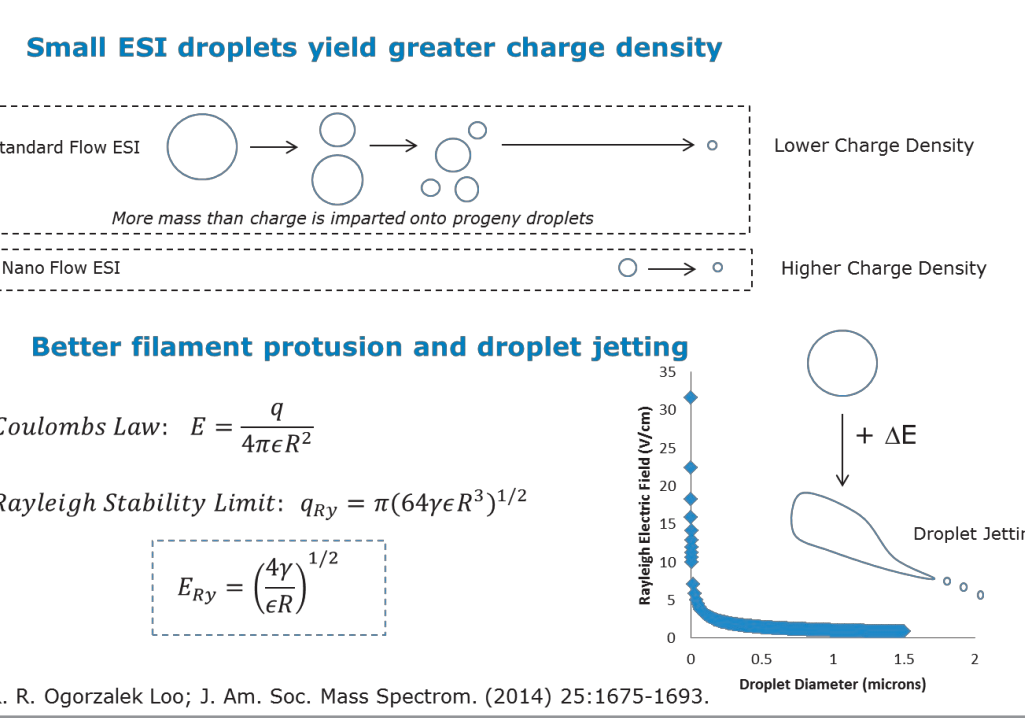 Small ESI droplets yield greater charge density
tandard Flow ESI
Lower Charge Density
More mass than charge is imparted onto progeny droplets
Nano Flow ESI
Higher Charge Density
Better filament protusion and droplet jetting
Coulombs Law: E = q / 4πϵR²
Rayleigh Stability Limit: q_Ry = π(64γϵR³)^1/2
E_Ry = (4γ / ϵR)^1/2
Rayleigh Electric Field (V/cm)
35
30
25
20
15
10
5
0
0 0.5 1 1.5 2
Droplet Diameter (microns)
+ ΔE
Droplet Jettin
. R. Ogorzalek Loo; J. Am. Soc. Mass Spectrom. (2014) 25:1675-1693.